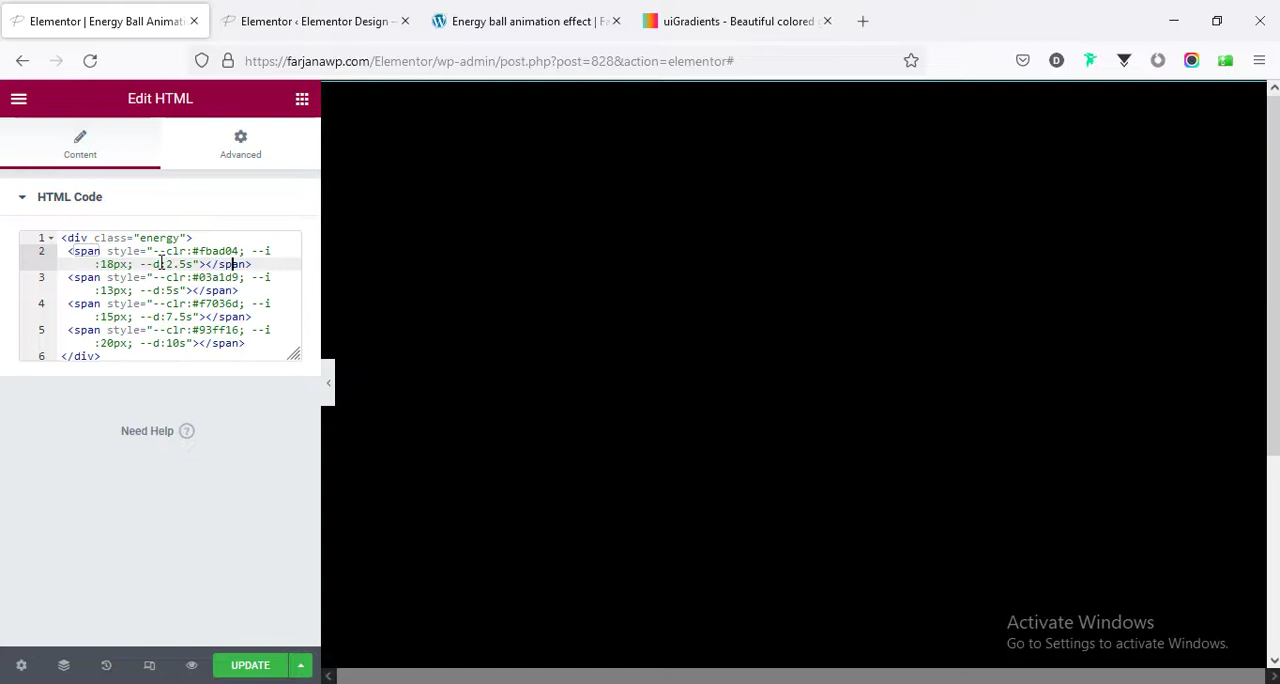 Elementor | Energy Ball Animati
Elementor ‹ Elementor Design –
Energy ball animation effect | Fa
uiGradients - Beautiful colored
https://farjanawp.com/Elementor/wp-admin/post.php?post=828&action=elementor#
Edit HTML
Content
Advanced
HTML Code
1 <div class="energy">
2 <span style="--clr:#fbad04; --i
:18px; --d:2.5s"></span>
3 <span style="--clr:#03a1d9; --i
:13px; --d:5s"></span>
4 <span style="--clr:#f7036d; --i
:15px; --d:7.5s"></span>
5 <span style="--clr:#93ff16; --i
:20px; --d:10s"></span>
6 </div>
Need Help ?
UPDATE
Activate Windows
Go to Settings to activate Windows.